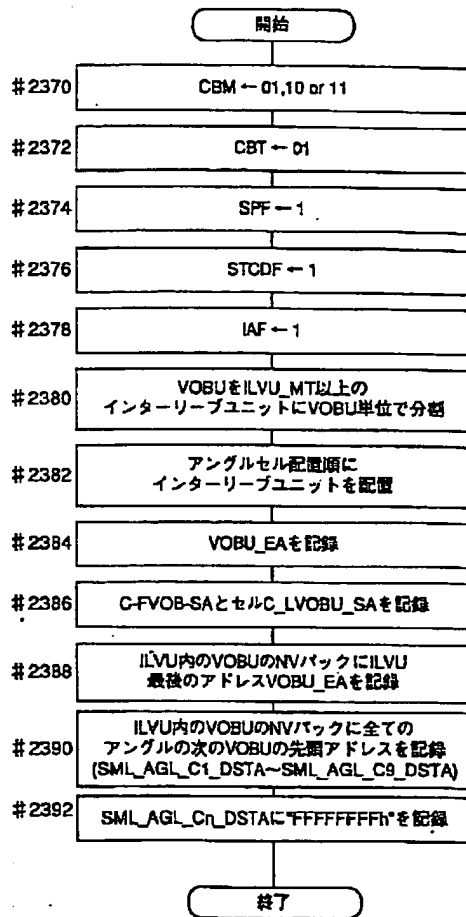 開始
#2370
CBM ← 01,10 or 11
#2372
CBT ← 01
#2374
SPF ← 1
#2376
STCDF ← 1
#2378
IAF ← 1
#2380
VOBUをILVU_MT以上の
インターリーブユニットにVOBU単位で分割
#2382
アングルセル配置順に
インターリーブユニットを配置
#2384
VOBU_EAを記録
#2386
C-FVOB-SAとセルC_LVOBU_SAを記録
#2388
ILVU内のVOBUのNVパックにILVU
最後のアドレスVOBU_EAを記録
#2390
ILVU内のVOBUのNVパックに全ての
アングルの次のVOBUの先頭アドレスを記録
(SML_AGL_C1_DSTA~SML_AGL_C9_DSTA)
#2392
SML_AGL_Cn_DSTAに"FFFFFFFFh"を記録
終了